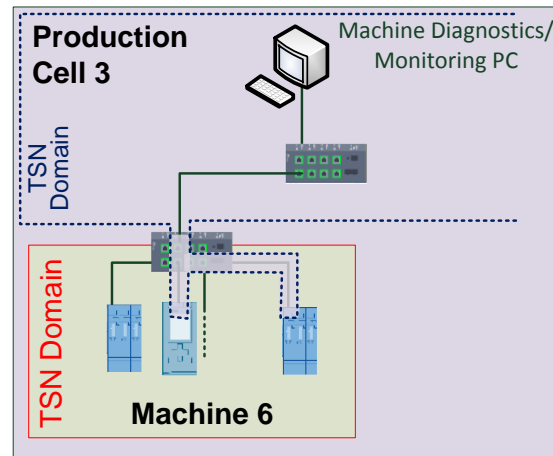 Production
Cell 3
Machine Diagnostics/
Monitoring PC
TSN
Domain
TSN Domain
Machine 6